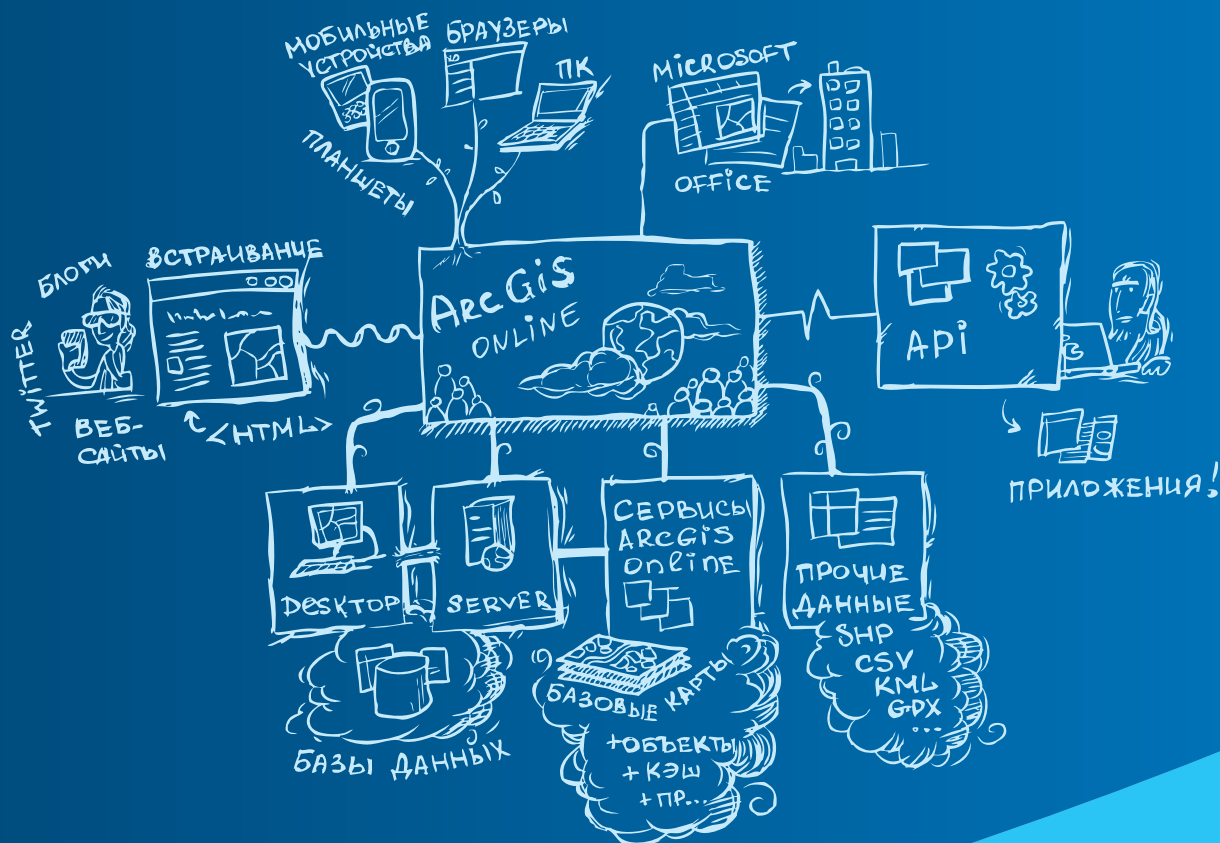 МОБИЛЬНЫЕ
УСТРОЙСТВА
БРАУЗЕРЫ
ПК
ПЛАНШЕТЫ
MICROSOFT
OFFICE
БЛОГИ
TWITTER
ВЕБ-
САЙТЫ
ВСТРАИВАНИЕ
<HTML>
ARCGIS
ONLINE
API
ПРИЛОЖЕНИЯ!
DESKTOP
SERVER
СЕРВИСЫ
ARCGIS
ONLINE
ПРОЧИЕ
ДАННЫЕ
SHP
CSV
KML
GPX
...
БАЗЫ ДАННЫХ
БАЗОВЫЕ КАРТЫ
+ОБЪЕКТЫ
+ КЭШ
+ ПР...